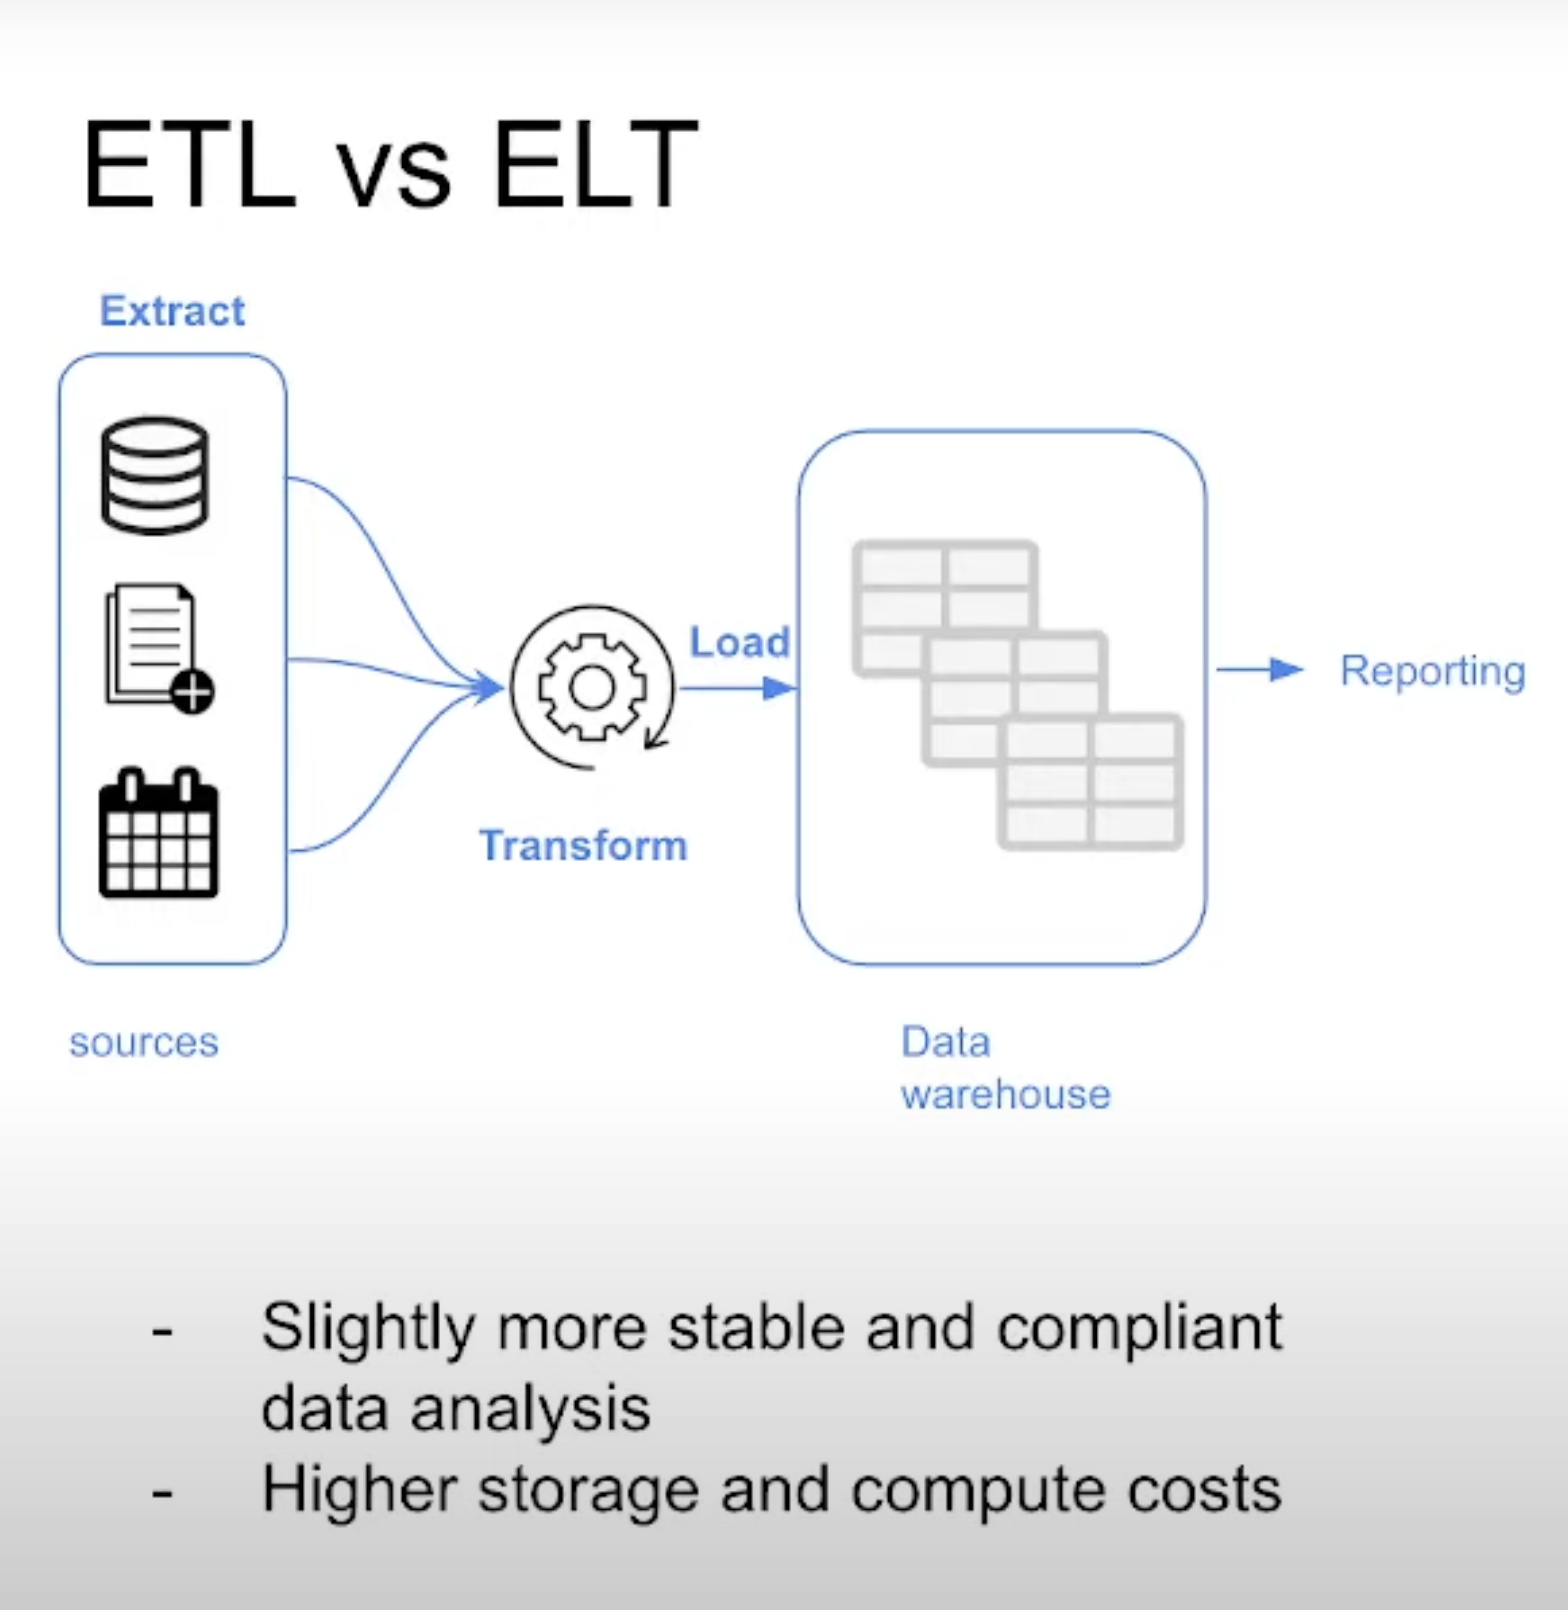 ETL vs ELT
Extract
Load
Transform
Reporting
sources
Data
warehouse
- Slightly more stable and compliant
data analysis
- Higher storage and compute costs